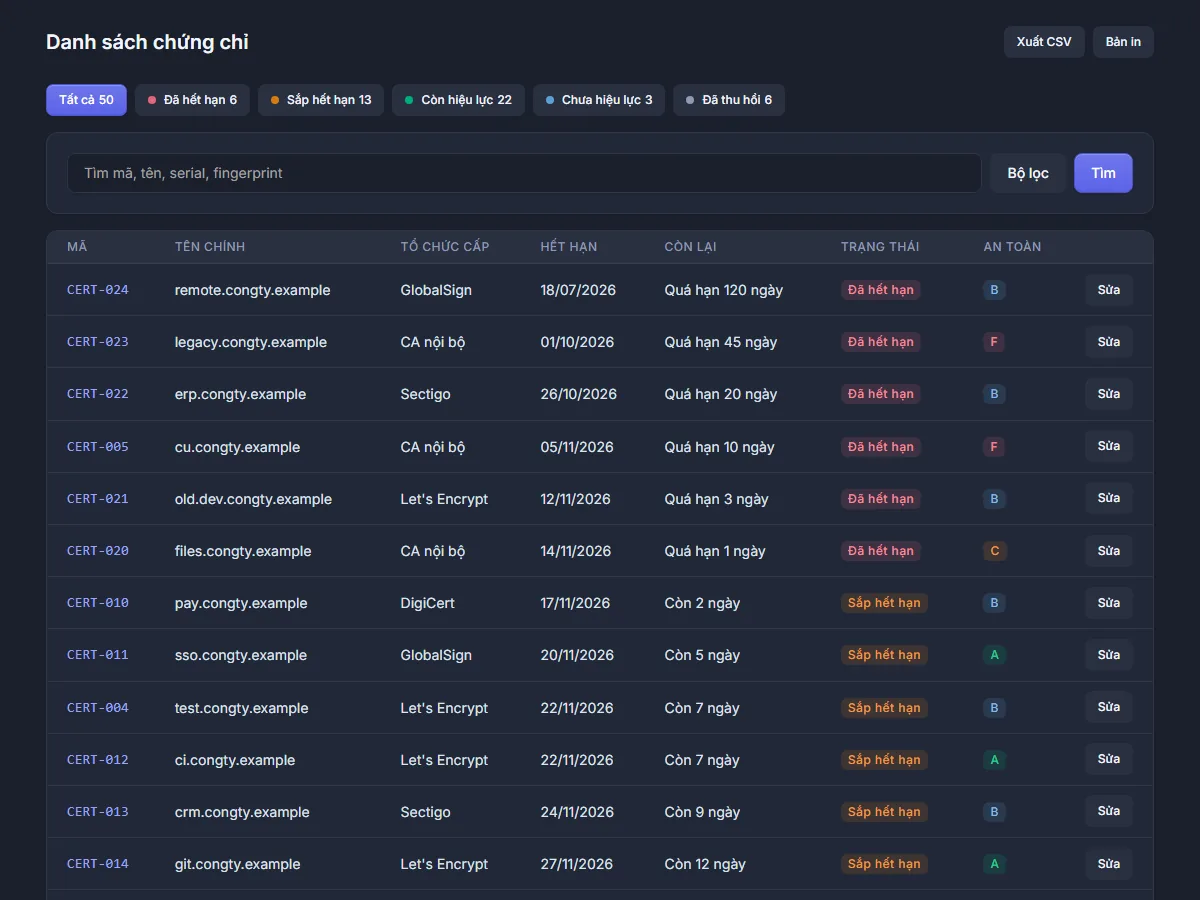 Danh sách chứng chỉ
Xuất CSV
Bản in
Tất cả 50
Đã hết hạn 6
Sắp hết hạn 13
Còn hiệu lực 22
Chưa hiệu lực 3
Đã thu hồi 6
Tìm mã, tên, serial, fingerprint
Bộ lọc
Tìm
MÃ TÊN CHÍNH TỔ CHỨC CẤP HẾT HẠN CÒN LẠI TRẠNG THÁI AN TOÀN
CERT-024 remote.congty.example GlobalSign 18/07/2026 Quá hạn 120 ngày Đã hết hạn B Sửa
CERT-023 legacy.congty.example CA nội bộ 01/10/2026 Quá hạn 45 ngày Đã hết hạn F Sửa
CERT-022 erp.congty.example Sectigo 26/10/2026 Quá hạn 20 ngày Đã hết hạn B Sửa
CERT-005 cu.congty.example CA nội bộ 05/11/2026 Quá hạn 10 ngày Đã hết hạn F Sửa
CERT-021 old.dev.congty.example Let's Encrypt 12/11/2026 Quá hạn 3 ngày Đã hết hạn B Sửa
CERT-020 files.congty.example CA nội bộ 14/11/2026 Quá hạn 1 ngày Đã hết hạn C Sửa
CERT-010 pay.congty.example DigiCert 17/11/2026 Còn 2 ngày Sắp hết hạn B Sửa
CERT-011 sso.congty.example GlobalSign 20/11/2026 Còn 5 ngày Sắp hết hạn A Sửa
CERT-004 test.congty.example Let's Encrypt 22/11/2026 Còn 7 ngày Sắp hết hạn B Sửa
CERT-012 ci.congty.example Let's Encrypt 22/11/2026 Còn 7 ngày Sắp hết hạn A Sửa
CERT-013 crm.congty.example Sectigo 24/11/2026 Còn 9 ngày Sắp hết hạn B Sửa
CERT-014 git.congty.example Let's Encrypt 27/11/2026 Còn 12 ngày Sắp hết hạn A Sửa